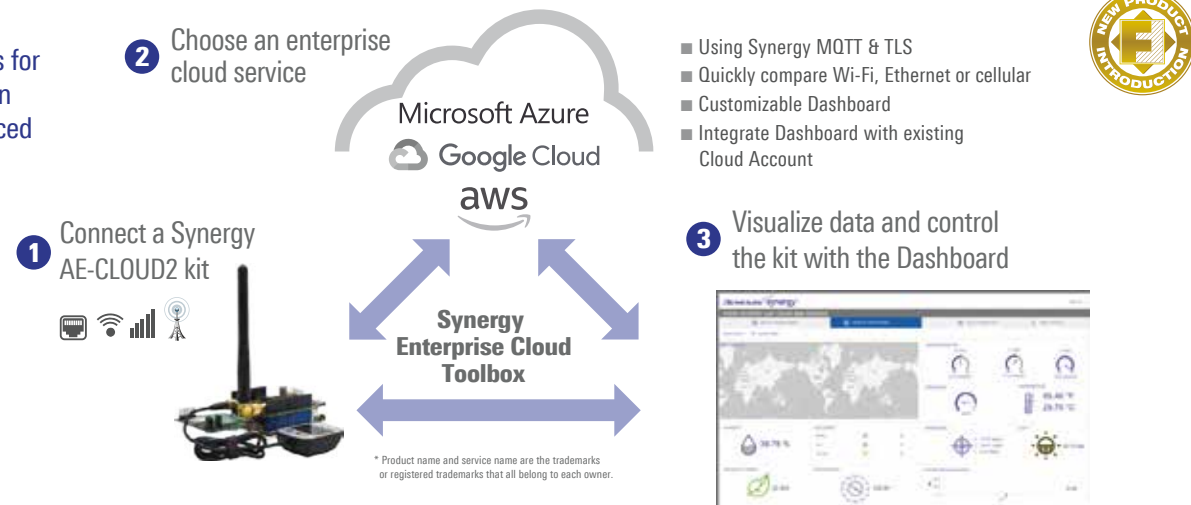 s for
n
ced
2 Choose an enterprise
cloud service
Microsoft Azure
Google Cloud
aws
■ Using Synergy MQTT & TLS
■ Quickly compare Wi-Fi, Ethernet or cellular
■ Customizable Dashboard
■ Integrate Dashboard with existing
Cloud Account
NEW PRODUCT
INTRODUCTION
1 Connect a Synergy
AE-CLOUD2 kit
Synergy
Enterprise Cloud
Toolbox
* Product name and service name are the trademarks
or registered trademarks that all belong to each owner.
3 Visualize data and control
the kit with the Dashboard